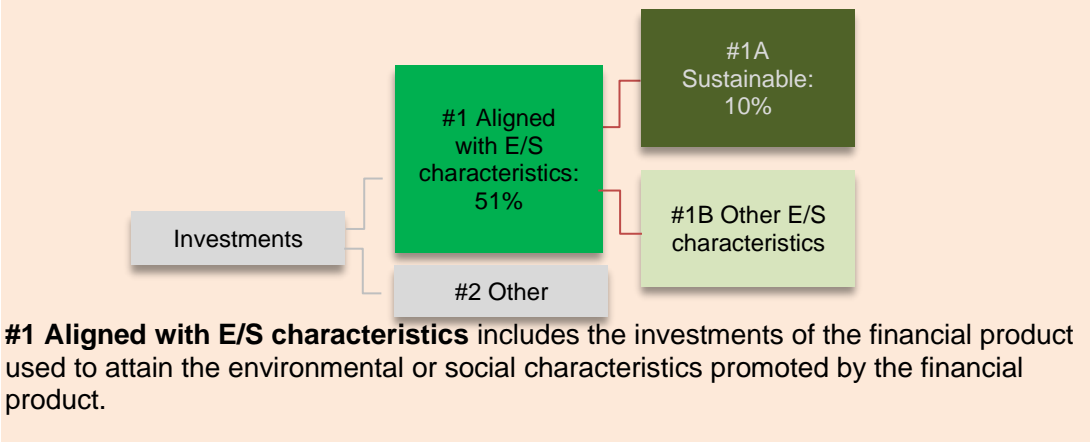 #1A
Sustainable:
10%
#1 Aligned
with E/S
characteristics:
51%
#1B Other E/S
characteristics
Investments
#2 Other
#1 Aligned with E/S characteristics includes the investments of the financial product
used to attain the environmental or social characteristics promoted by the financial
product.